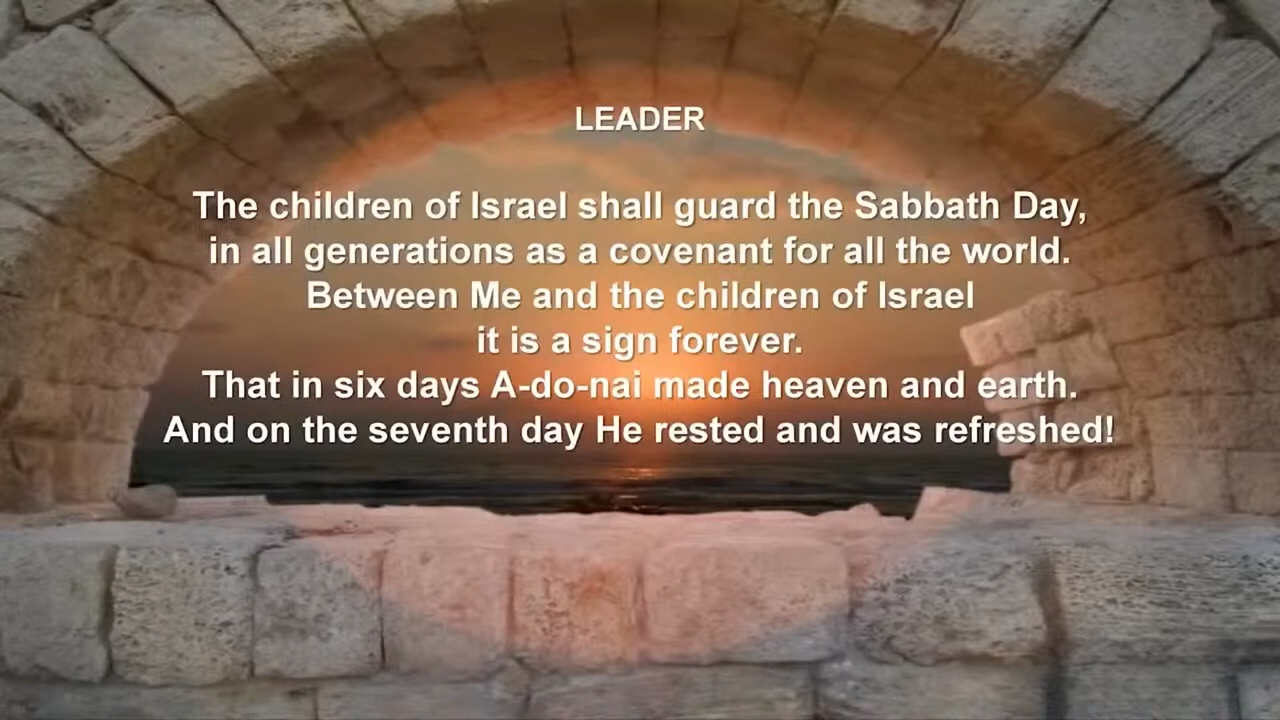 LEADER
The children of Israel shall guard the Sabbath Day,
in all generations as a covenant for all the world.
Between Me and the children of Israel
it is a sign forever.
That in six days A-do-nai made heaven and earth.
And on the seventh day He rested and was refreshed!